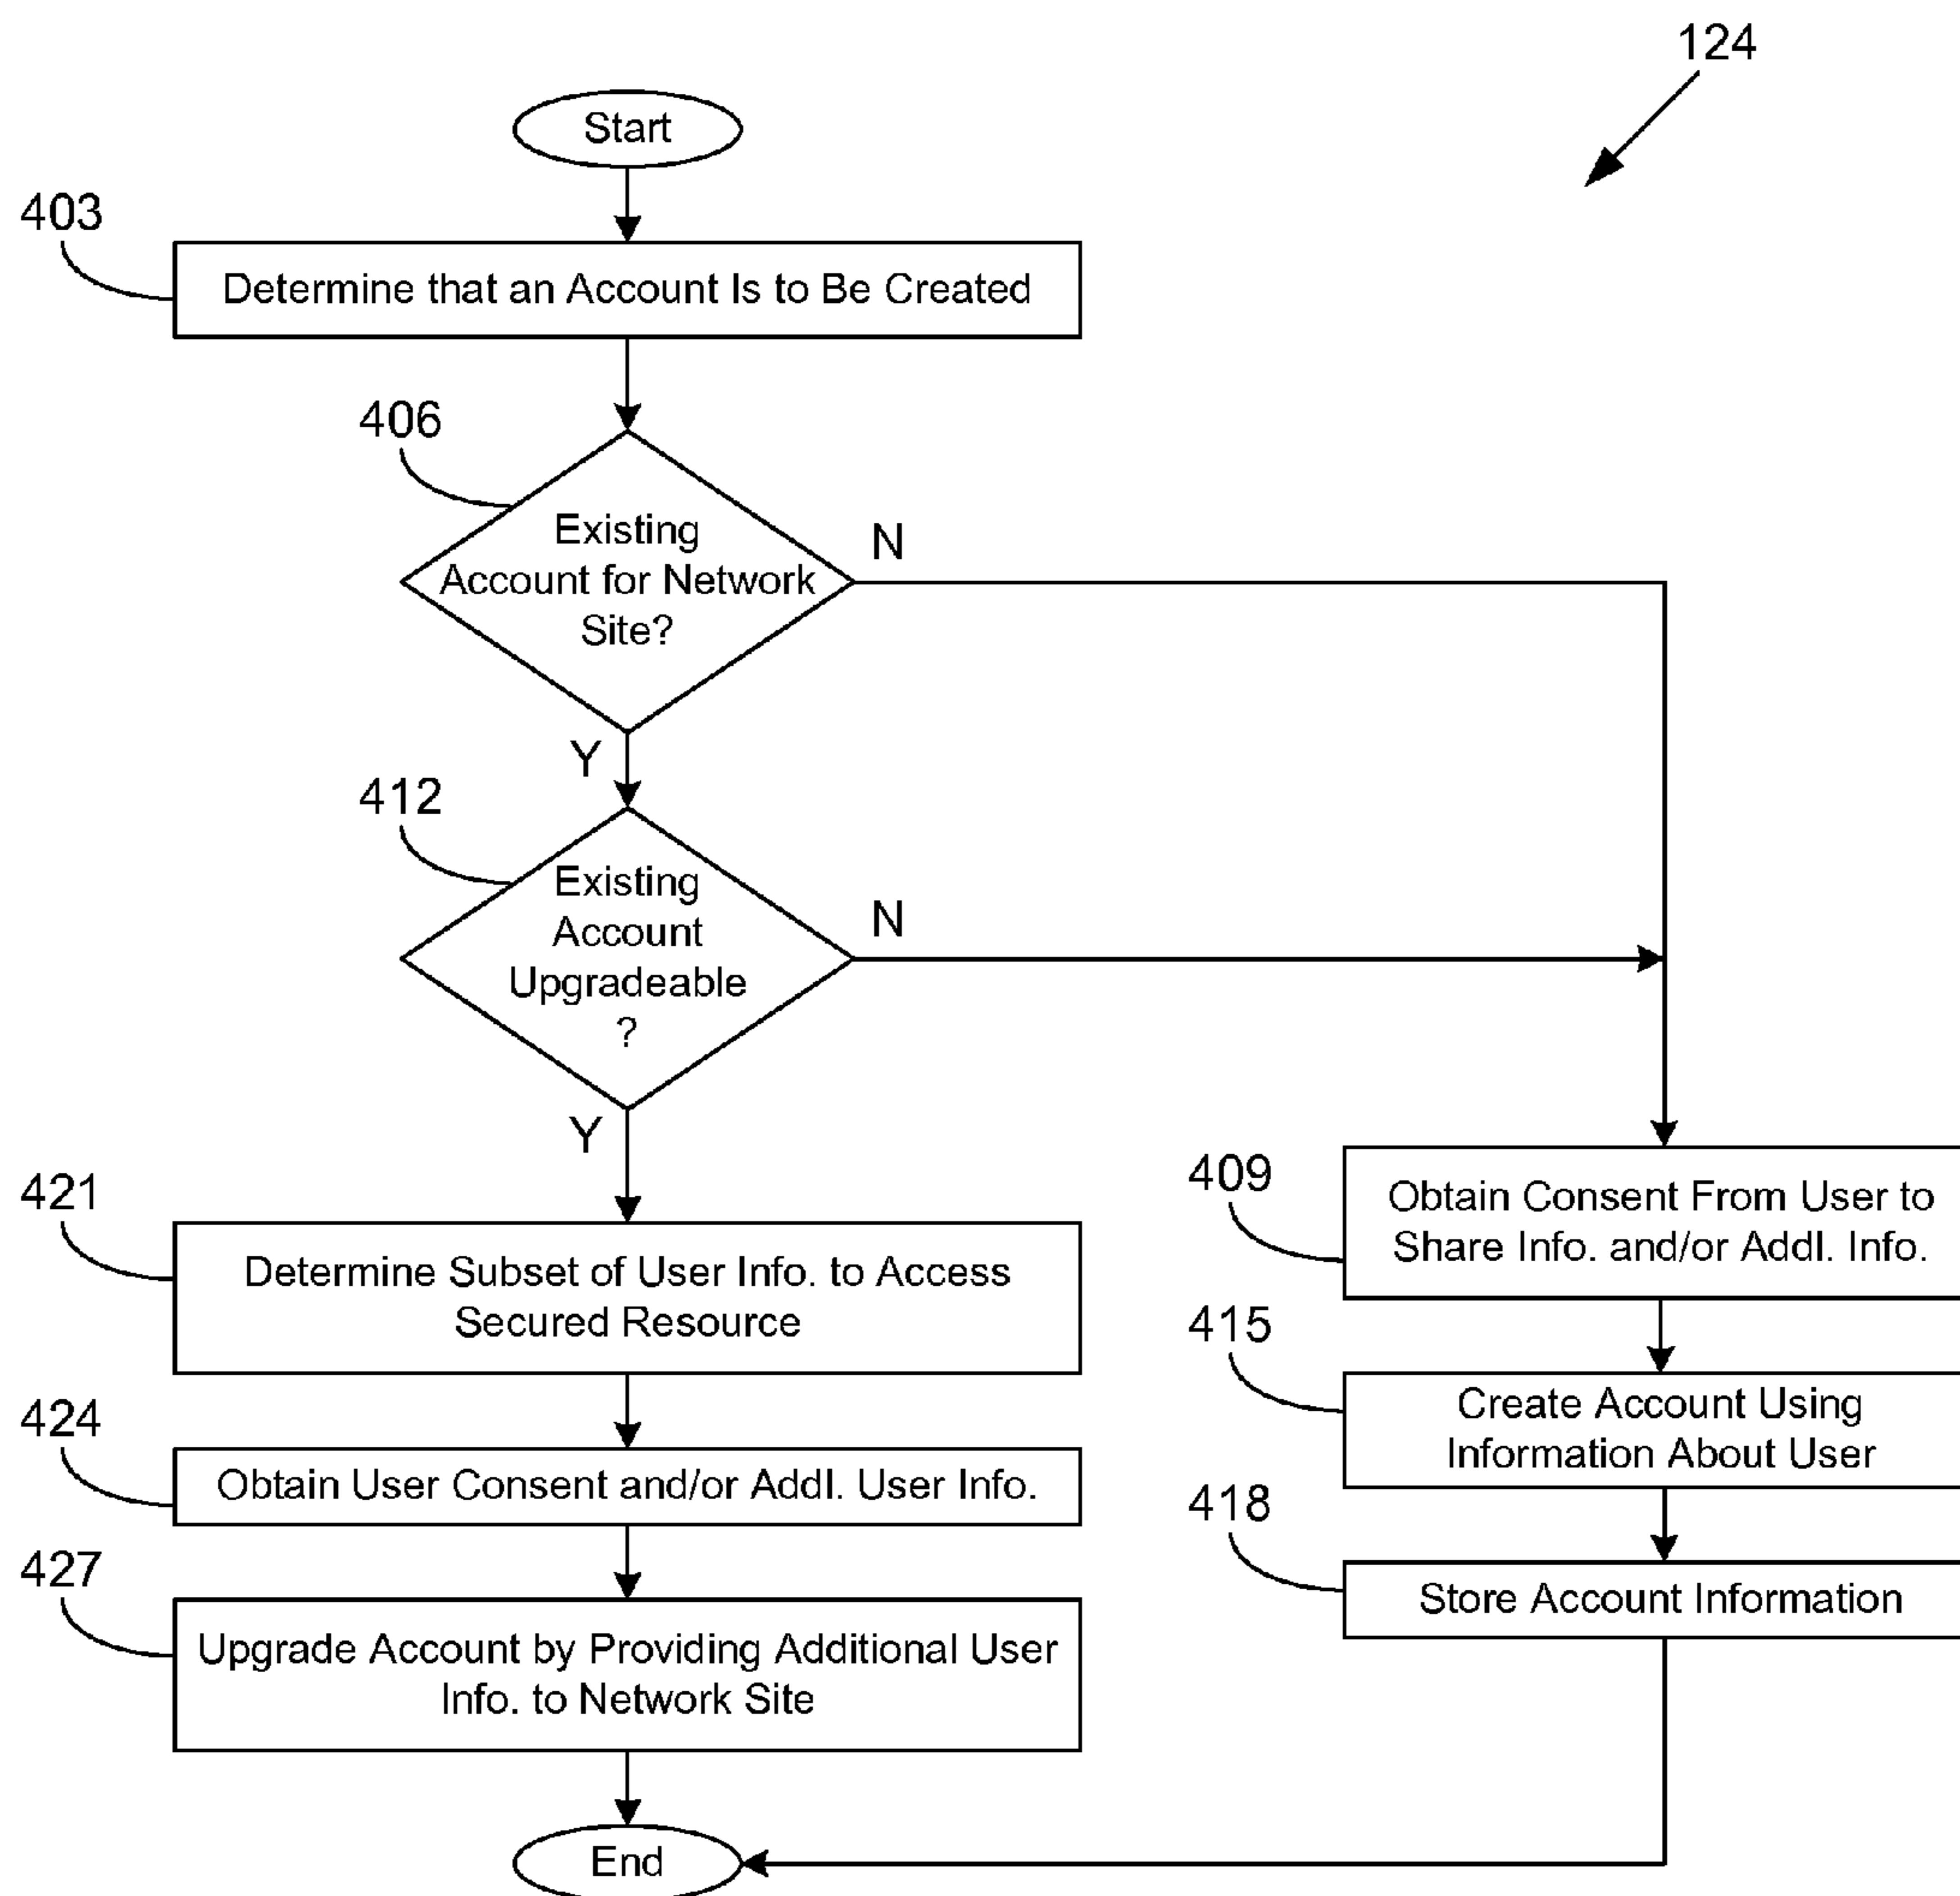 124
Start
403
Determine that an Account Is to Be Created
406
Existing
Account for Network
Site?
N
Y
412
Existing
Account
Upgradeable
?
N
Y
421
Determine Subset of User Info. to Access
Secured Resource
424
Obtain User Consent and/or Addl. User Info.
427
Upgrade Account by Providing Additional User
Info. to Network Site
409
Obtain Consent From User to
Share Info. and/or Addl. Info.
415
Create Account Using
Information About User
418
Store Account Information
End